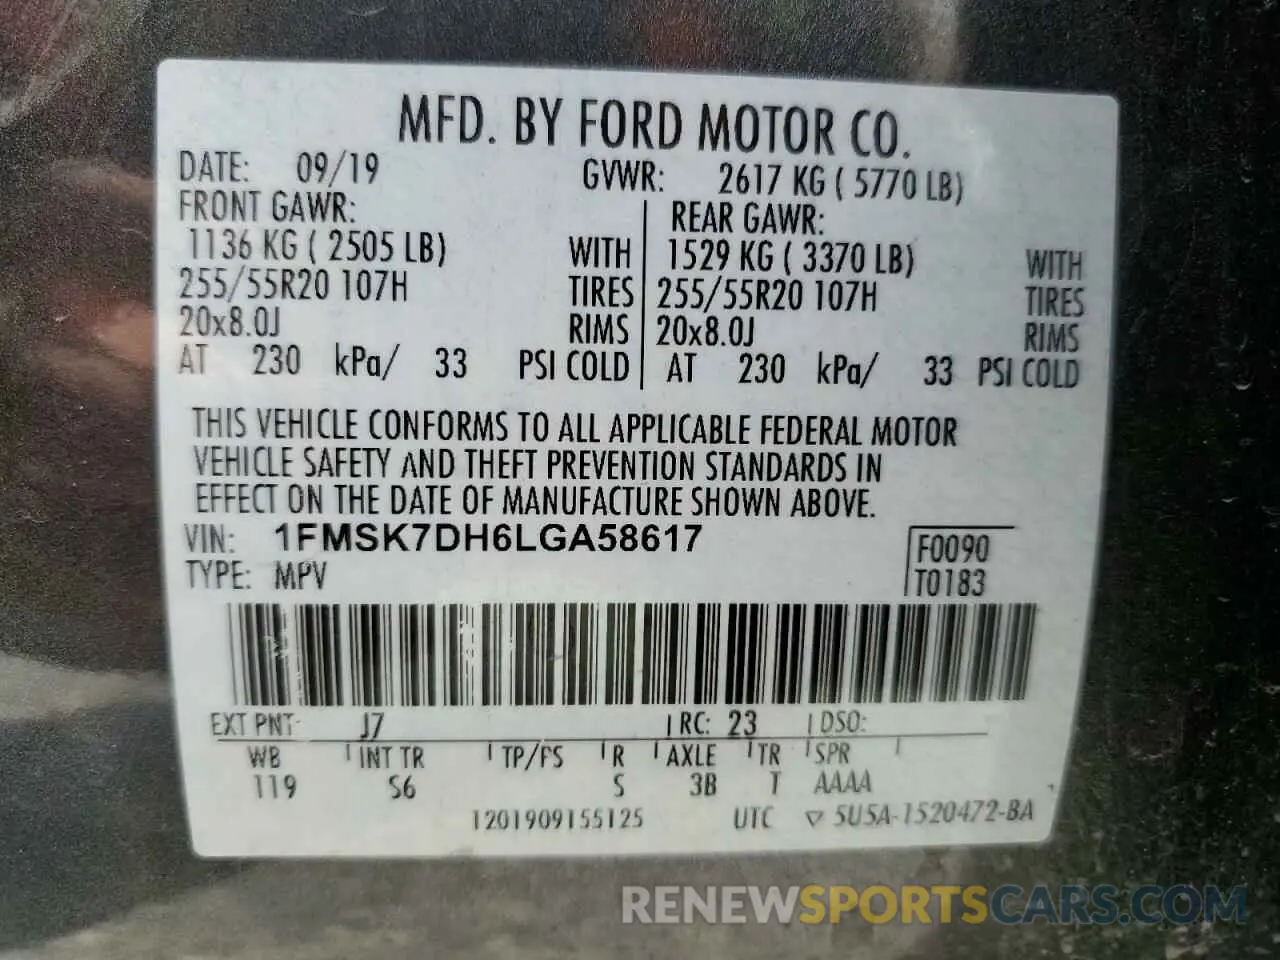 MFD. BY FORD MOTOR CO.
DATE: 09/19 GVWR: 2617 KG ( 5770 LB)
FRONT GAWR: REAR GAWR:
1136 KG ( 2505 LB) WITH 1529 KG ( 3370 LB) WITH
255/55R20 107H TIRES 255/55R20 107H TIRES
20x8.0J RIMS 20x8.0J RIMS
AT 230 kPa/ 33 PSI COLD AT 230 kPa/ 33 PSI COLD
THIS VEHICLE CONFORMS TO ALL APPLICABLE FEDERAL MOTOR
VEHICLE SAFETY AND THEFT PREVENTION STANDARDS IN
EFFECT ON THE DATE OF MANUFACTURE SHOWN ABOVE.
VIN: 1FMSK7DH6LGA58617 F0090
TYPE: MPV T0183
EXT PNT: J7 RC: 23 DSO:
WB INT TR TP/PS R AXLE TR SPR
119 S6 S 3B T AAAA
1201909155125 UTC ▽ 5U5A-1520472-BA
RENEWSPORTSCARS.COM